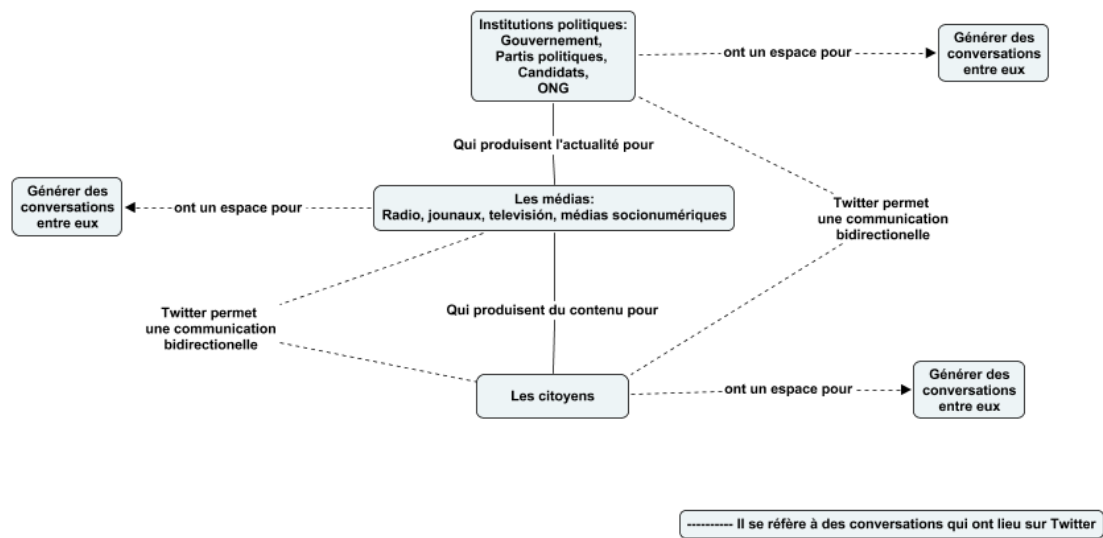 Institutions politiques:
Gouvernement,
Partis politiques,
Candidats,
ONG
ont un espace pour
Générer des
conversations
entre eux
Qui produisent l'actualité pour
Générer des
conversations
entre eux
ont un espace pour
Les médias:
Radio, jounaux, televisión, médias socionumériques
Twitter permet
une communication
bidirectionelle
Twitter permet
une communication
bidirectionelle
Qui produisent du contenu pour
Les citoyens
ont un espace pour
Générer des
conversations
entre eux
---------- Il se réfère à des conversations qui ont lieu sur Twitter